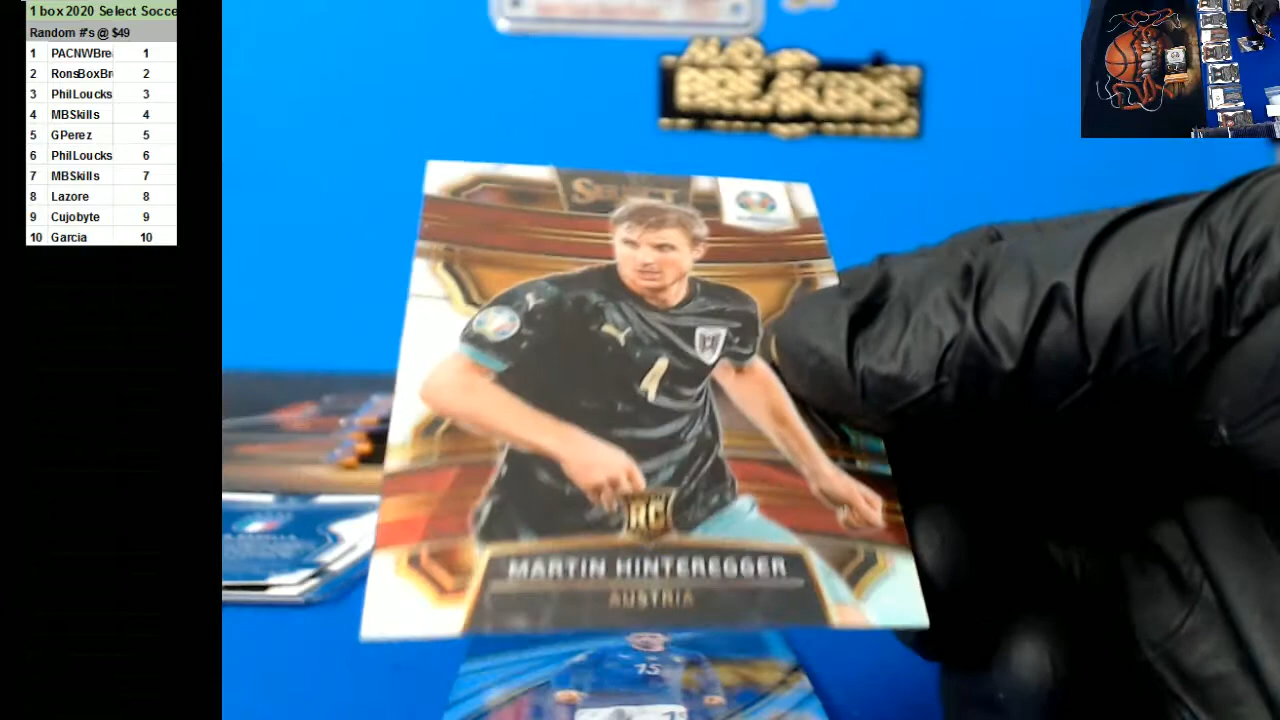 1 box 2020 Select Socce
Random #'s @ $49
1 PACNWBre 1
2 RonsBoxBr 2
3 PhilLoucks 3
4 MBSkills 4
5 GPerez 5
6 PhilLoucks 6
7 MBSkills 7
8 Lazore 8
9 Cujobyte 9
10 Garcia 10
BREAKERS
SELECT
RC
MARTIN HINTEREGGER
AUSTRIA
15